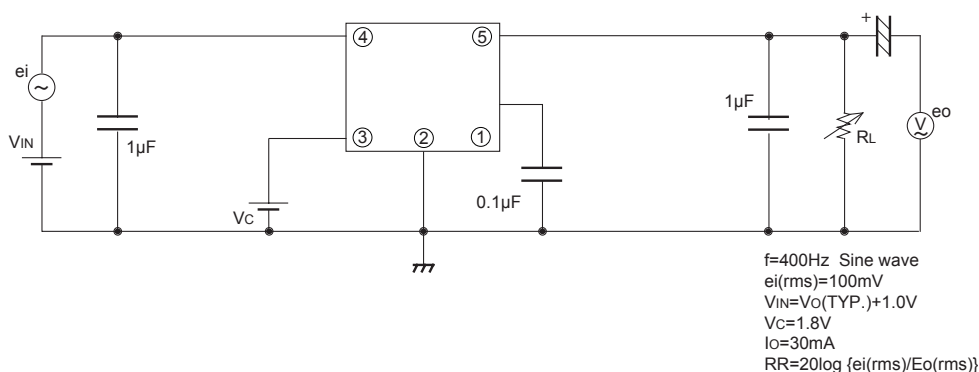 +
④
⑤
ei
~
1µF
eo
V
~
VIN
1µF
③
②
①
RL
0.1µF
VC
f=400Hz Sine wave
ei(rms)=100mV
VIN=VO(TYP.)+1.0V
VC=1.8V
IO=30mA
RR=20log {ei(rms)/Eo(rms)}